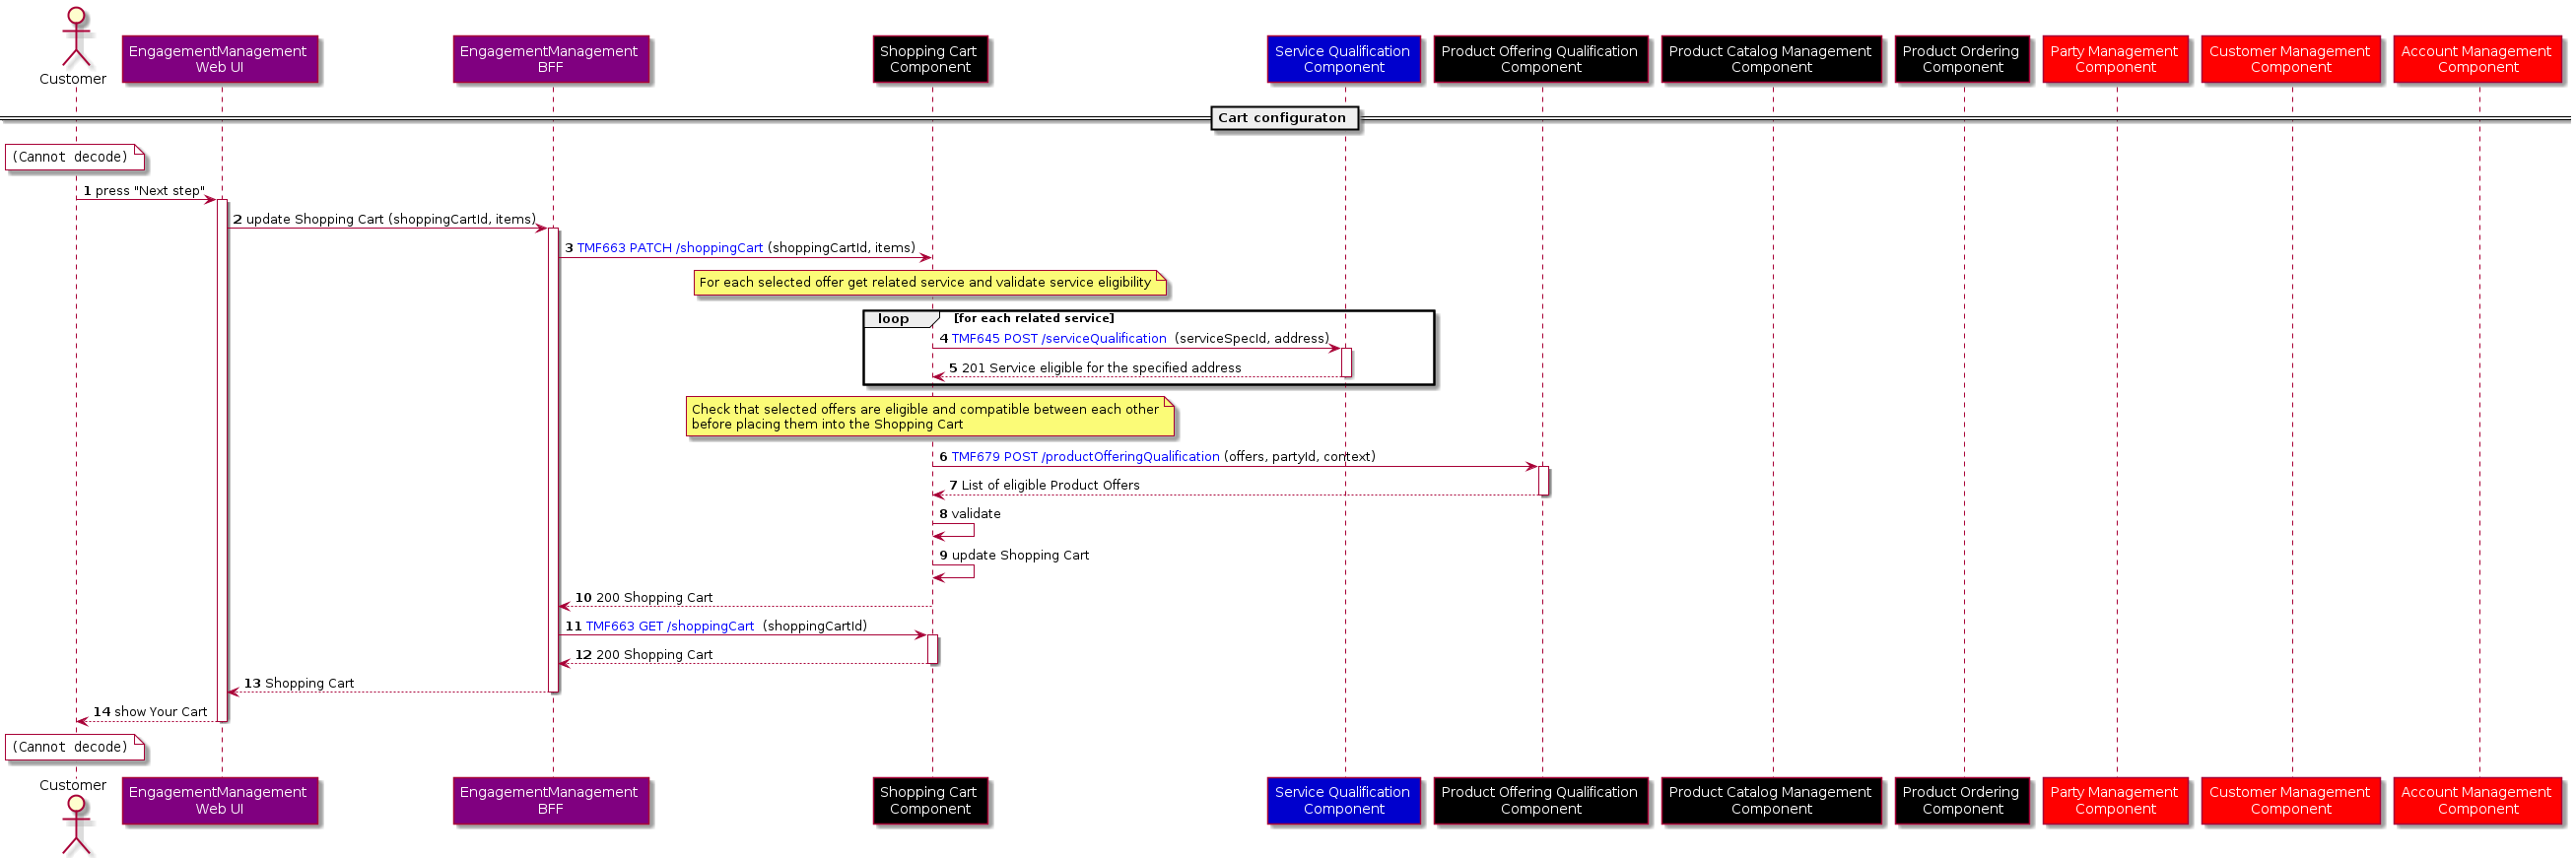 Customer
EngagementManagement
Web UI
EngagementManagement
BFF
Shopping Cart
Component
Service Qualification
Component
Product Offering Qualification
Component
Product Catalog Management
Component
Product Ordering
Component
Party Management
Component
Customer Management
Component
Account Management
Component
Cart configuraton
(Cannot decode)
1 press "Next step"
2 update Shopping Cart (shoppingCartId, items)
3 TMF663 PATCH /shoppingCart (shoppingCartId, items)
For each selected offer get related service and validate service eligibility
loop [for each related service]
4 TMF645 POST /serviceQualification (serviceSpecId, address)
5 201 Service eligible for the specified address
Check that selected offers are eligible and compatible between each other
before placing them into the Shopping Cart
6 TMF679 POST /productOfferingQualification (offers, partyId, context)
7 List of eligible Product Offers
8 validate
9 update Shopping Cart
10 200 Shopping Cart
11 TMF663 GET /shoppingCart (shoppingCartId)
12 200 Shopping Cart
13 Shopping Cart
14 show Your Cart
(Cannot decode)
Customer
EngagementManagement
Web UI
EngagementManagement
BFF
Shopping Cart
Component
Service Qualification
Component
Product Offering Qualification
Component
Product Catalog Management
Component
Product Ordering
Component
Party Management
Component
Customer Management
Component
Account Management
Component